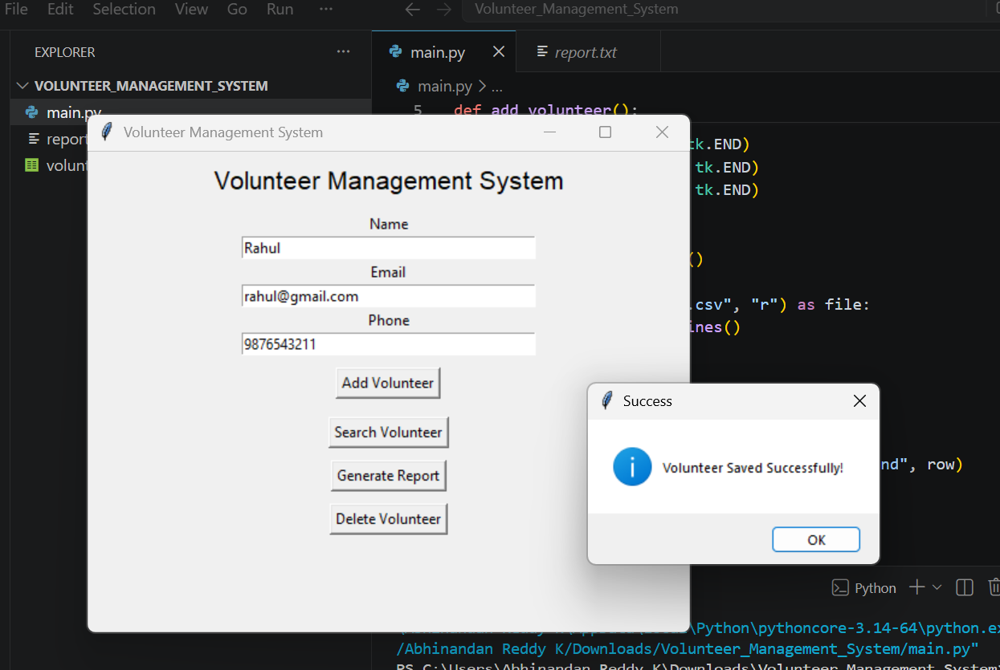 File Edit Selection View Go Run ... Volunteer_Management_System
EXPLORER ...
main.py
report.txt
VOLUNTEER_MANAGEMENT_SYSTEM
main.py > ...
main.py
5 def add_volunteer():
report
volunt
Volunteer Management System
tk.END)
tk.END)
tk.END)
()
.csv", "r") as file:
ines()
nd", row)
Volunteer Management System
Name
Rahul
Email
rahul@gmail.com
Phone
9876543211
Add Volunteer
Search Volunteer
Generate Report
Delete Volunteer
Success
Volunteer Saved Successfully!
OK
Python
\Python\pythoncore-3.14-64\python.ex
/Abhinandan Reddy K/Downloads/Volunteer_Management_System/main.py"
PS C:\Users\Abhinandan Reddy K\Downloads\Volunteer_Management_System